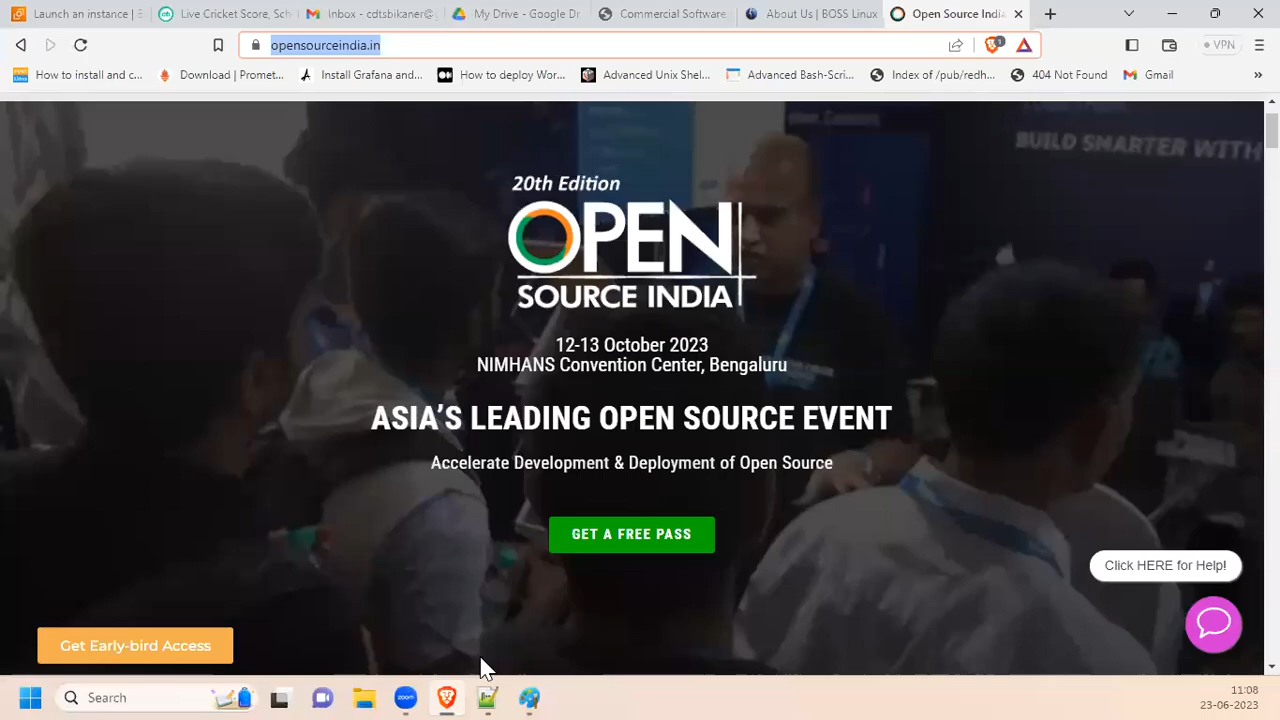 Launch an instance | E
Live Cricket Score, Sch
Inbox - cdtsbikaner@g
My Drive - Google Dr
Commercial Software
About Us | BOSS Linux
Open Source India
opensourceindia.in
1
VPN
How to install and c...
Download | Promet...
Install Grafana and...
How to deploy Wor...
Advanced Unix Shel...
Advanced Bash-Scri...
Index of /pub/redh...
404 Not Found
Gmail
»
BUILD SMARTER WITH
20th Edition
OPEN
SOURCE INDIA
12-13 October 2023
NIMHANS Convention Center, Bengaluru
ASIA'S LEADING OPEN SOURCE EVENT
Accelerate Development & Deployment of Open Source
GET A FREE PASS
Click HERE for Help!
Get Early-bird Access
Search
zoom
11:08
23-06-2023